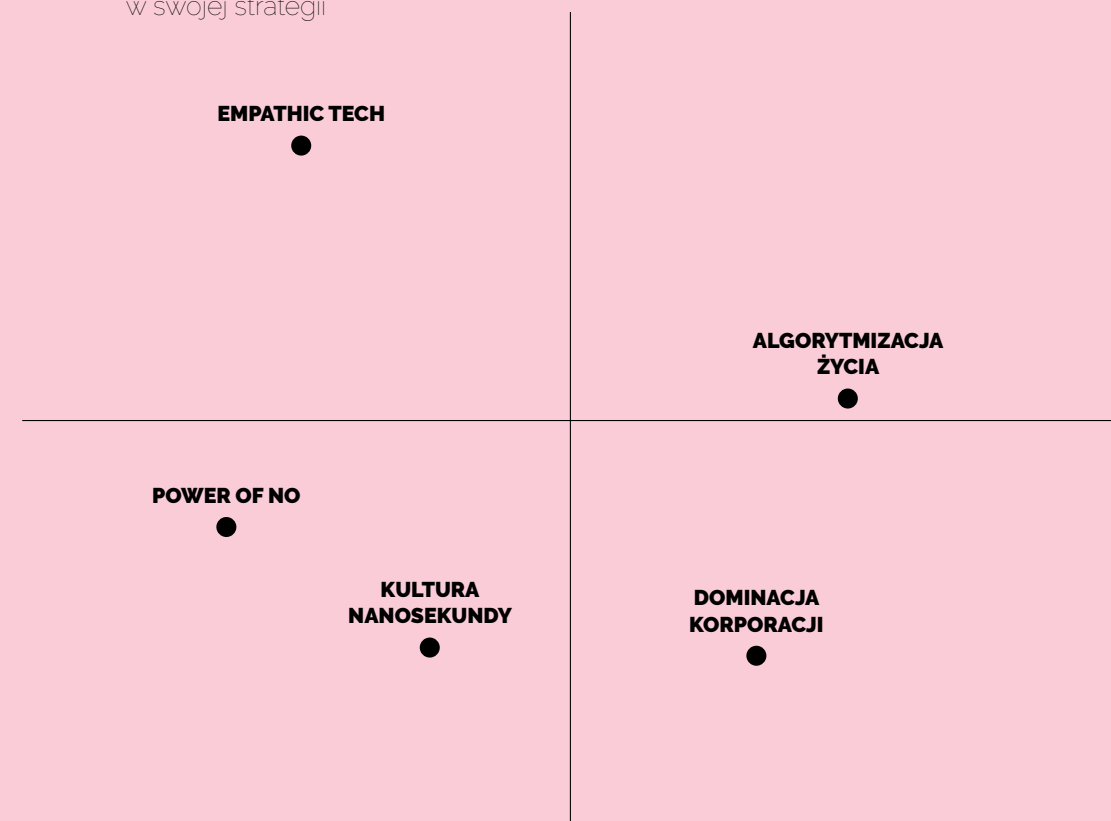 w swojej strategii
EMPATHIC TECH
ALGORYTMIZACJA
ŻYCIA
POWER OF NO
KULTURA
NANOSEKUNDY
DOMINACJA
KORPORACJI